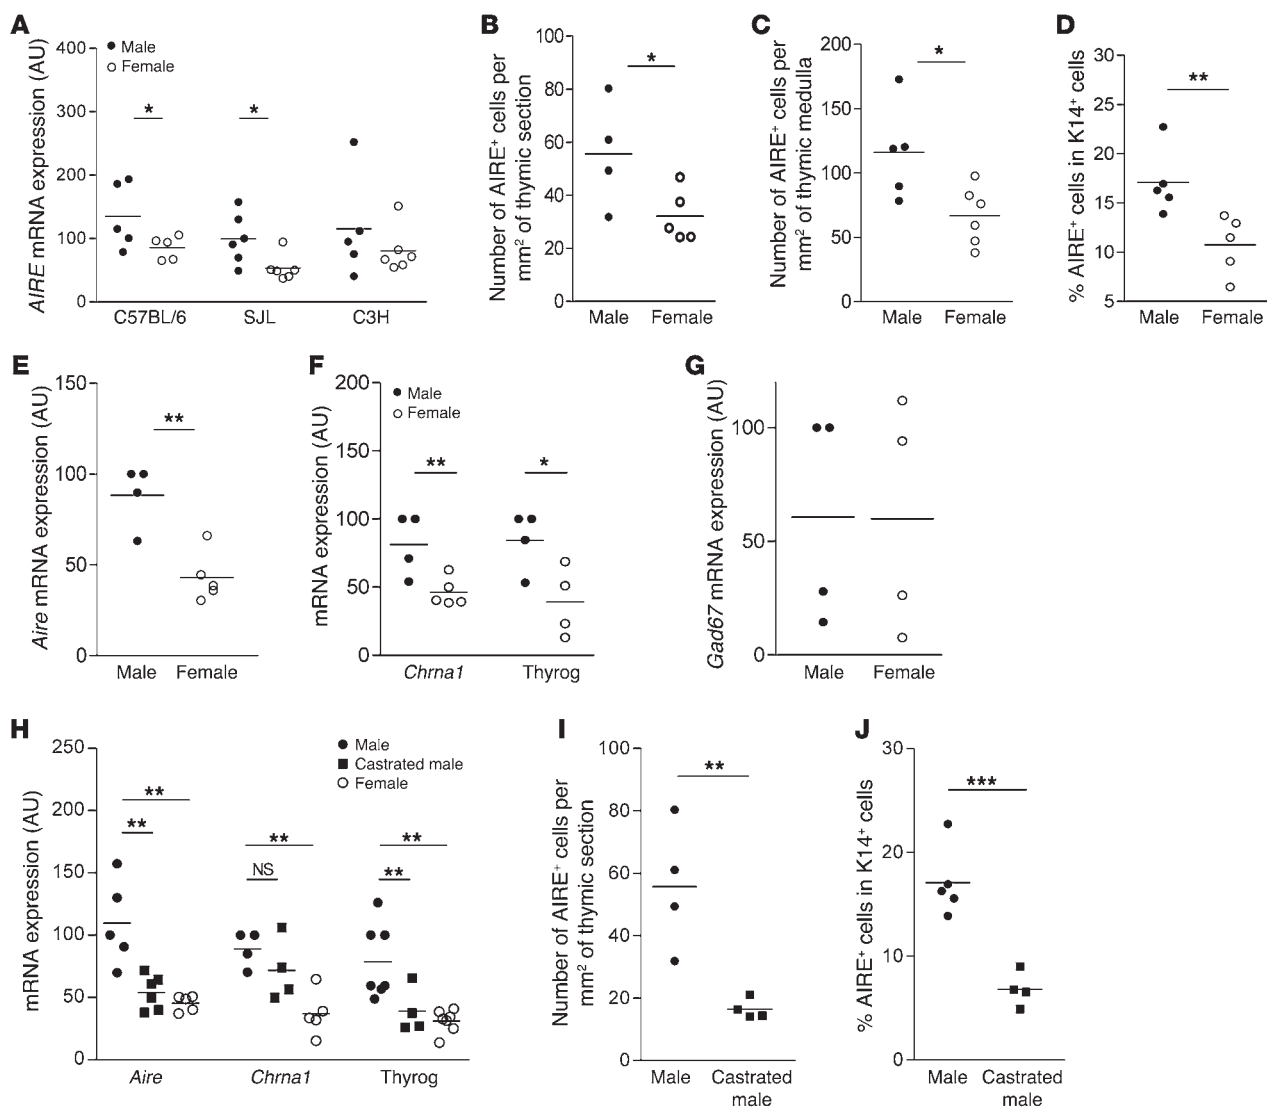 A
AIRE mRNA expression (AU)
400
300
200
100
0
Male
Female
*
*
C57BL/6 SJL C3H
B
Number of AIRE+ cells per
mm2 of thymic section
100
80
60
40
20
0
*
Male Female
C
Number of AIRE+ cells per
mm2 of thymic medulla
200
150
100
50
0
*
Male Female
D
% AIRE+ cells in K14+ cells
30
25
20
15
10
5
**
Male Female
E
Aire mRNA expression (AU)
150
100
50
0
**
Male Female
F
mRNA expression (AU)
200
150
100
50
0
Male
Female
**
*
Chrna1 Thyrog
G
Gad67 mRNA expression (AU)
100
50
0
Male Female
H
mRNA expression (AU)
250
200
150
100
50
0
Male
Castrated male
Female
**
**
**
NS
**
**
Aire Chrna1 Thyrog
I
Number of AIRE+ cells per
mm2 of thymic section
100
80
60
40
20
0
**
Male Castrated
male
J
% AIRE+ cells in K14+ cells
30
20
10
0
***
Male Castrated
male